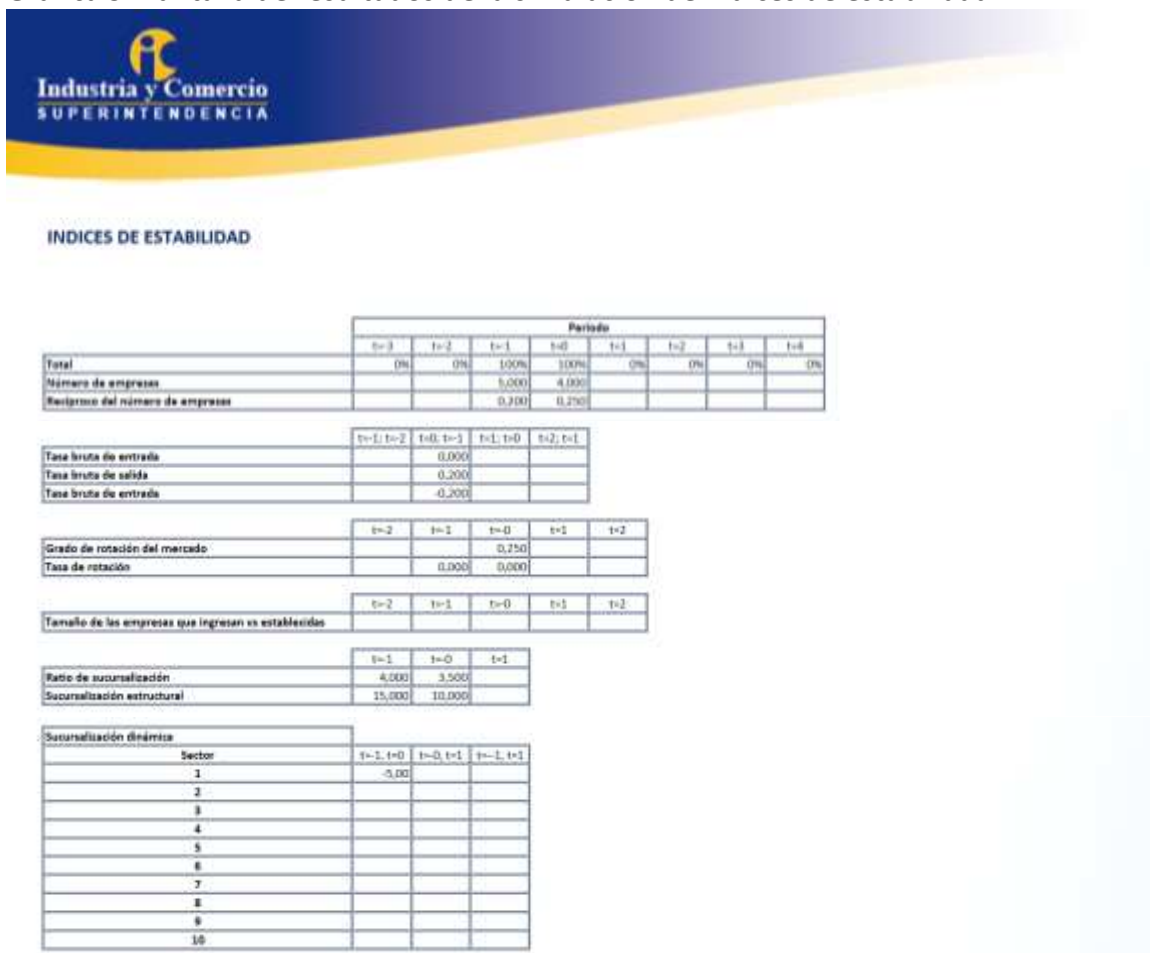 Industria y Comercio
SUPERINTENDENCIA
INDICES DE ESTABILIDAD
Periodo
t=-3 t=-2 t=-1 t=0 t=1 t=2 t=3 t=4
Total 0% 0% 100% 100% 0% 0% 0% 0%
Número de empresas 5,000 4,000
Recíproco del número de empresas 0,200 0,250
t=-1; t=-2 t=0; t=-1 t=1; t=0 t=2; t=1
Tasa bruta de entrada 0,000
Tasa bruta de salida 0,200
Tasa bruta de entrada -0,200
t=-2 t=-1 t=-0 t=1 t=2
Grado de rotación del mercado 0,250
Tasa de rotación 0,000 0,000
t=-2 t=-1 t=-0 t=1 t=2
Tamaño de las empresas que ingresan vs establecidas
t=-1 t=-0 t=1
Ratio de sucursalización 4,000 3,500
Sucursalización estructural 15,000 10,000
Sucursalización dinámica
Sector t=-1, t=0 t=-0, t=1 t=-1, t=1
1 -5,00
2
3
4
5
6
7
8
9
10